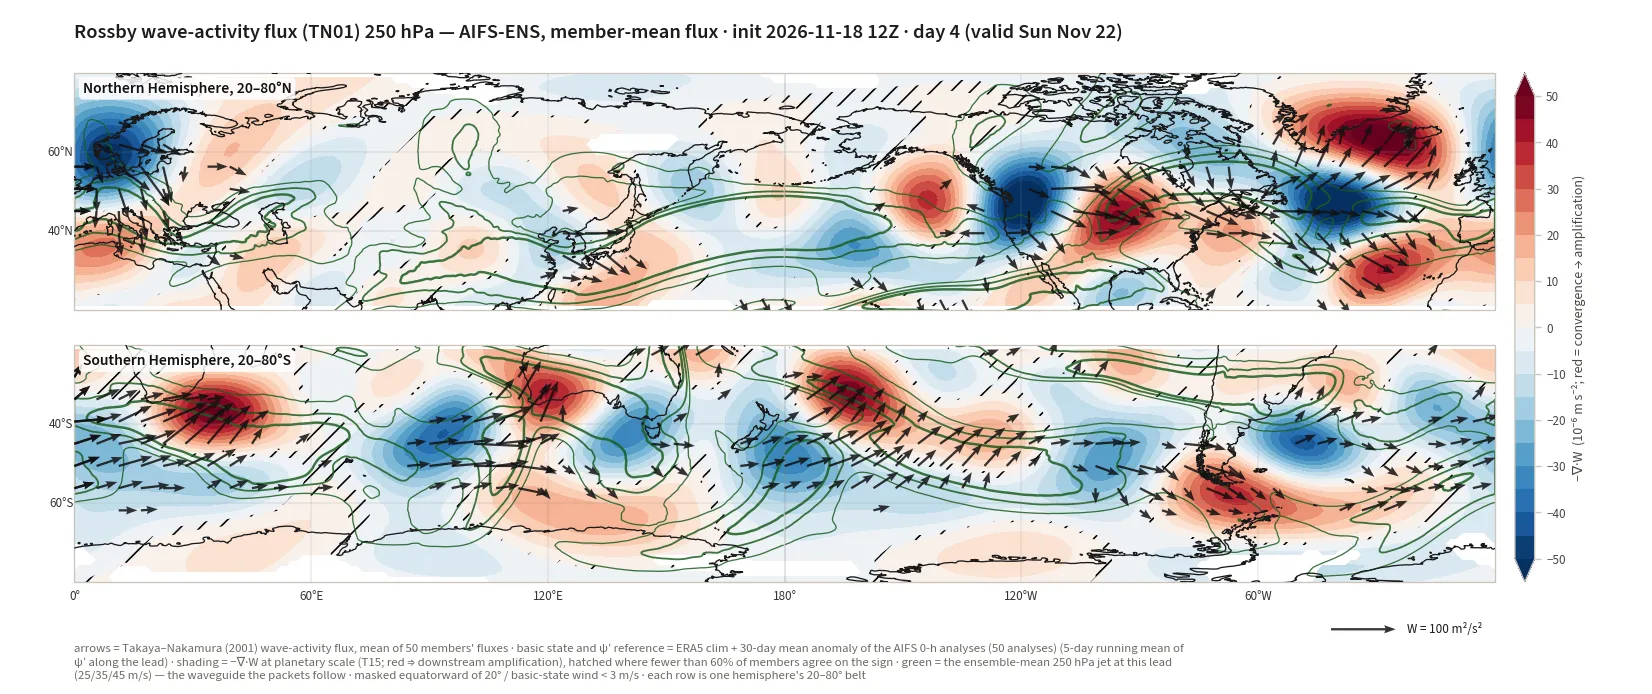 Rossby wave-activity flux (TN01) 250 hPa — AIFS-ENS, member-mean flux · init 2026-11-18 12Z · day 4 (valid Sun Nov 22)
Northern Hemisphere, 20–80°N
60°N
40°N
Southern Hemisphere, 20–80°S
40°S
60°S
0°
60°E
120°E
180°
120°W
60°W
50
40
30
20
10
0
−10
−20
−30
−40
−50
−∇·W (10⁻⁶ m s⁻²; red = convergence → amplification)
W = 100 m²/s²
arrows = Takaya–Nakamura (2001) wave-activity flux, mean of 50 members' fluxes · basic state and ψ' reference = ERA5 clim + 30-day mean anomaly of the AIFS 0-h analyses (50 analyses) (5-day running mean of
ψ' along the lead) · shading = −∇·W at planetary scale (T15; red ⇒ downstream amplification), hatched where fewer than 60% of members agree on the sign · green = the ensemble-mean 250 hPa jet at this lead
(25/35/45 m/s) — the waveguide the packets follow · masked equatorward of 20° / basic-state wind < 3 m/s · each row is one hemisphere's 20–80° belt